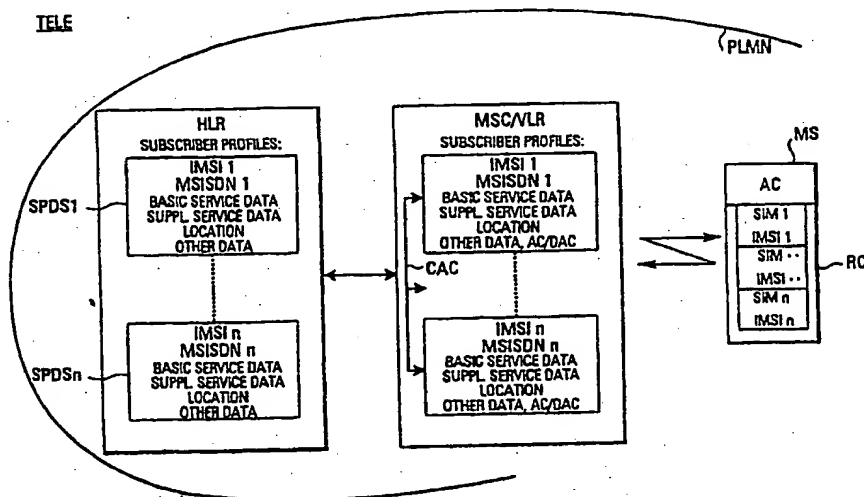 TELE
PLMN
HLR
SUBSCRIBER PROFILES:
IMSI 1
MSISDN 1
BASIC SERVICE DATA
SUPPL. SERVICE DATA
LOCATION
OTHER DATA
SPDS1
IMSI n
MSISDN n
BASIC SERVICE DATA
SUPPL. SERVICE DATA
LOCATION
OTHER DATA
SPDSn
MSC/VLR
SUBSCRIBER PROFILES:
IMSI 1
MSISDN 1
BASIC SERVICE DATA
SUPPL. SERVICE DATA
LOCATION
OTHER DATA, AC/DAC
CAC
IMSI n
MSISDN n
BASIC SERVICE DATA
SUPPL. SERVICE DATA
LOCATION
OTHER DATA, AC/DAC
MS
AC
SIM 1
IMSI 1
SIM ··
IMSI ··
SIM n
IMSI n